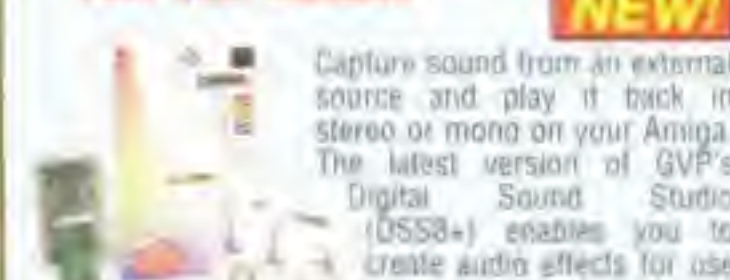 NEW!
Capture sound from an external
source and play it back in
stereo or mono on your Amiga.
The latest version of GVP's
Digital Sound Studio
(DSS8+) enables you to
create audio effects for use